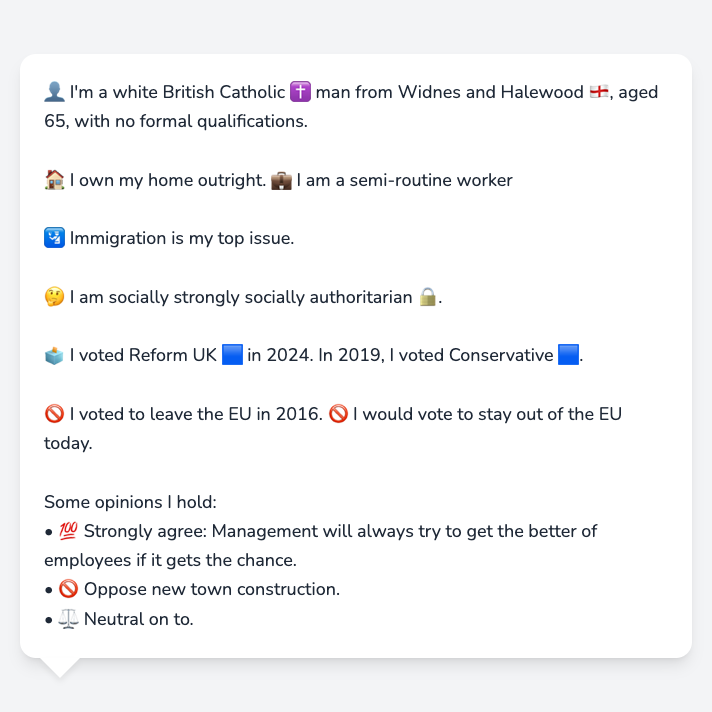 👤 I'm a white British Catholic ✝️ man from Widnes and Halewood 🏴󠁧󠁢󠁥󠁮󠁧󠁿, aged
65, with no formal qualifications.
🏠 I own my home outright. 💼 I am a semi-routine worker
🛂 Immigration is my top issue.
🤔 I am socially strongly socially authoritarian 🔒.
🗳️ I voted Reform UK 🟦 in 2024. In 2019, I voted Conservative 🟦.
🚫 I voted to leave the EU in 2016. 🚫 I would vote to stay out of the EU
today.
Some opinions I hold:
• 💯 Strongly agree: Management will always try to get the better of
employees if it gets the chance.
• 🚫 Oppose new town construction.
• ⚖️ Neutral on to.